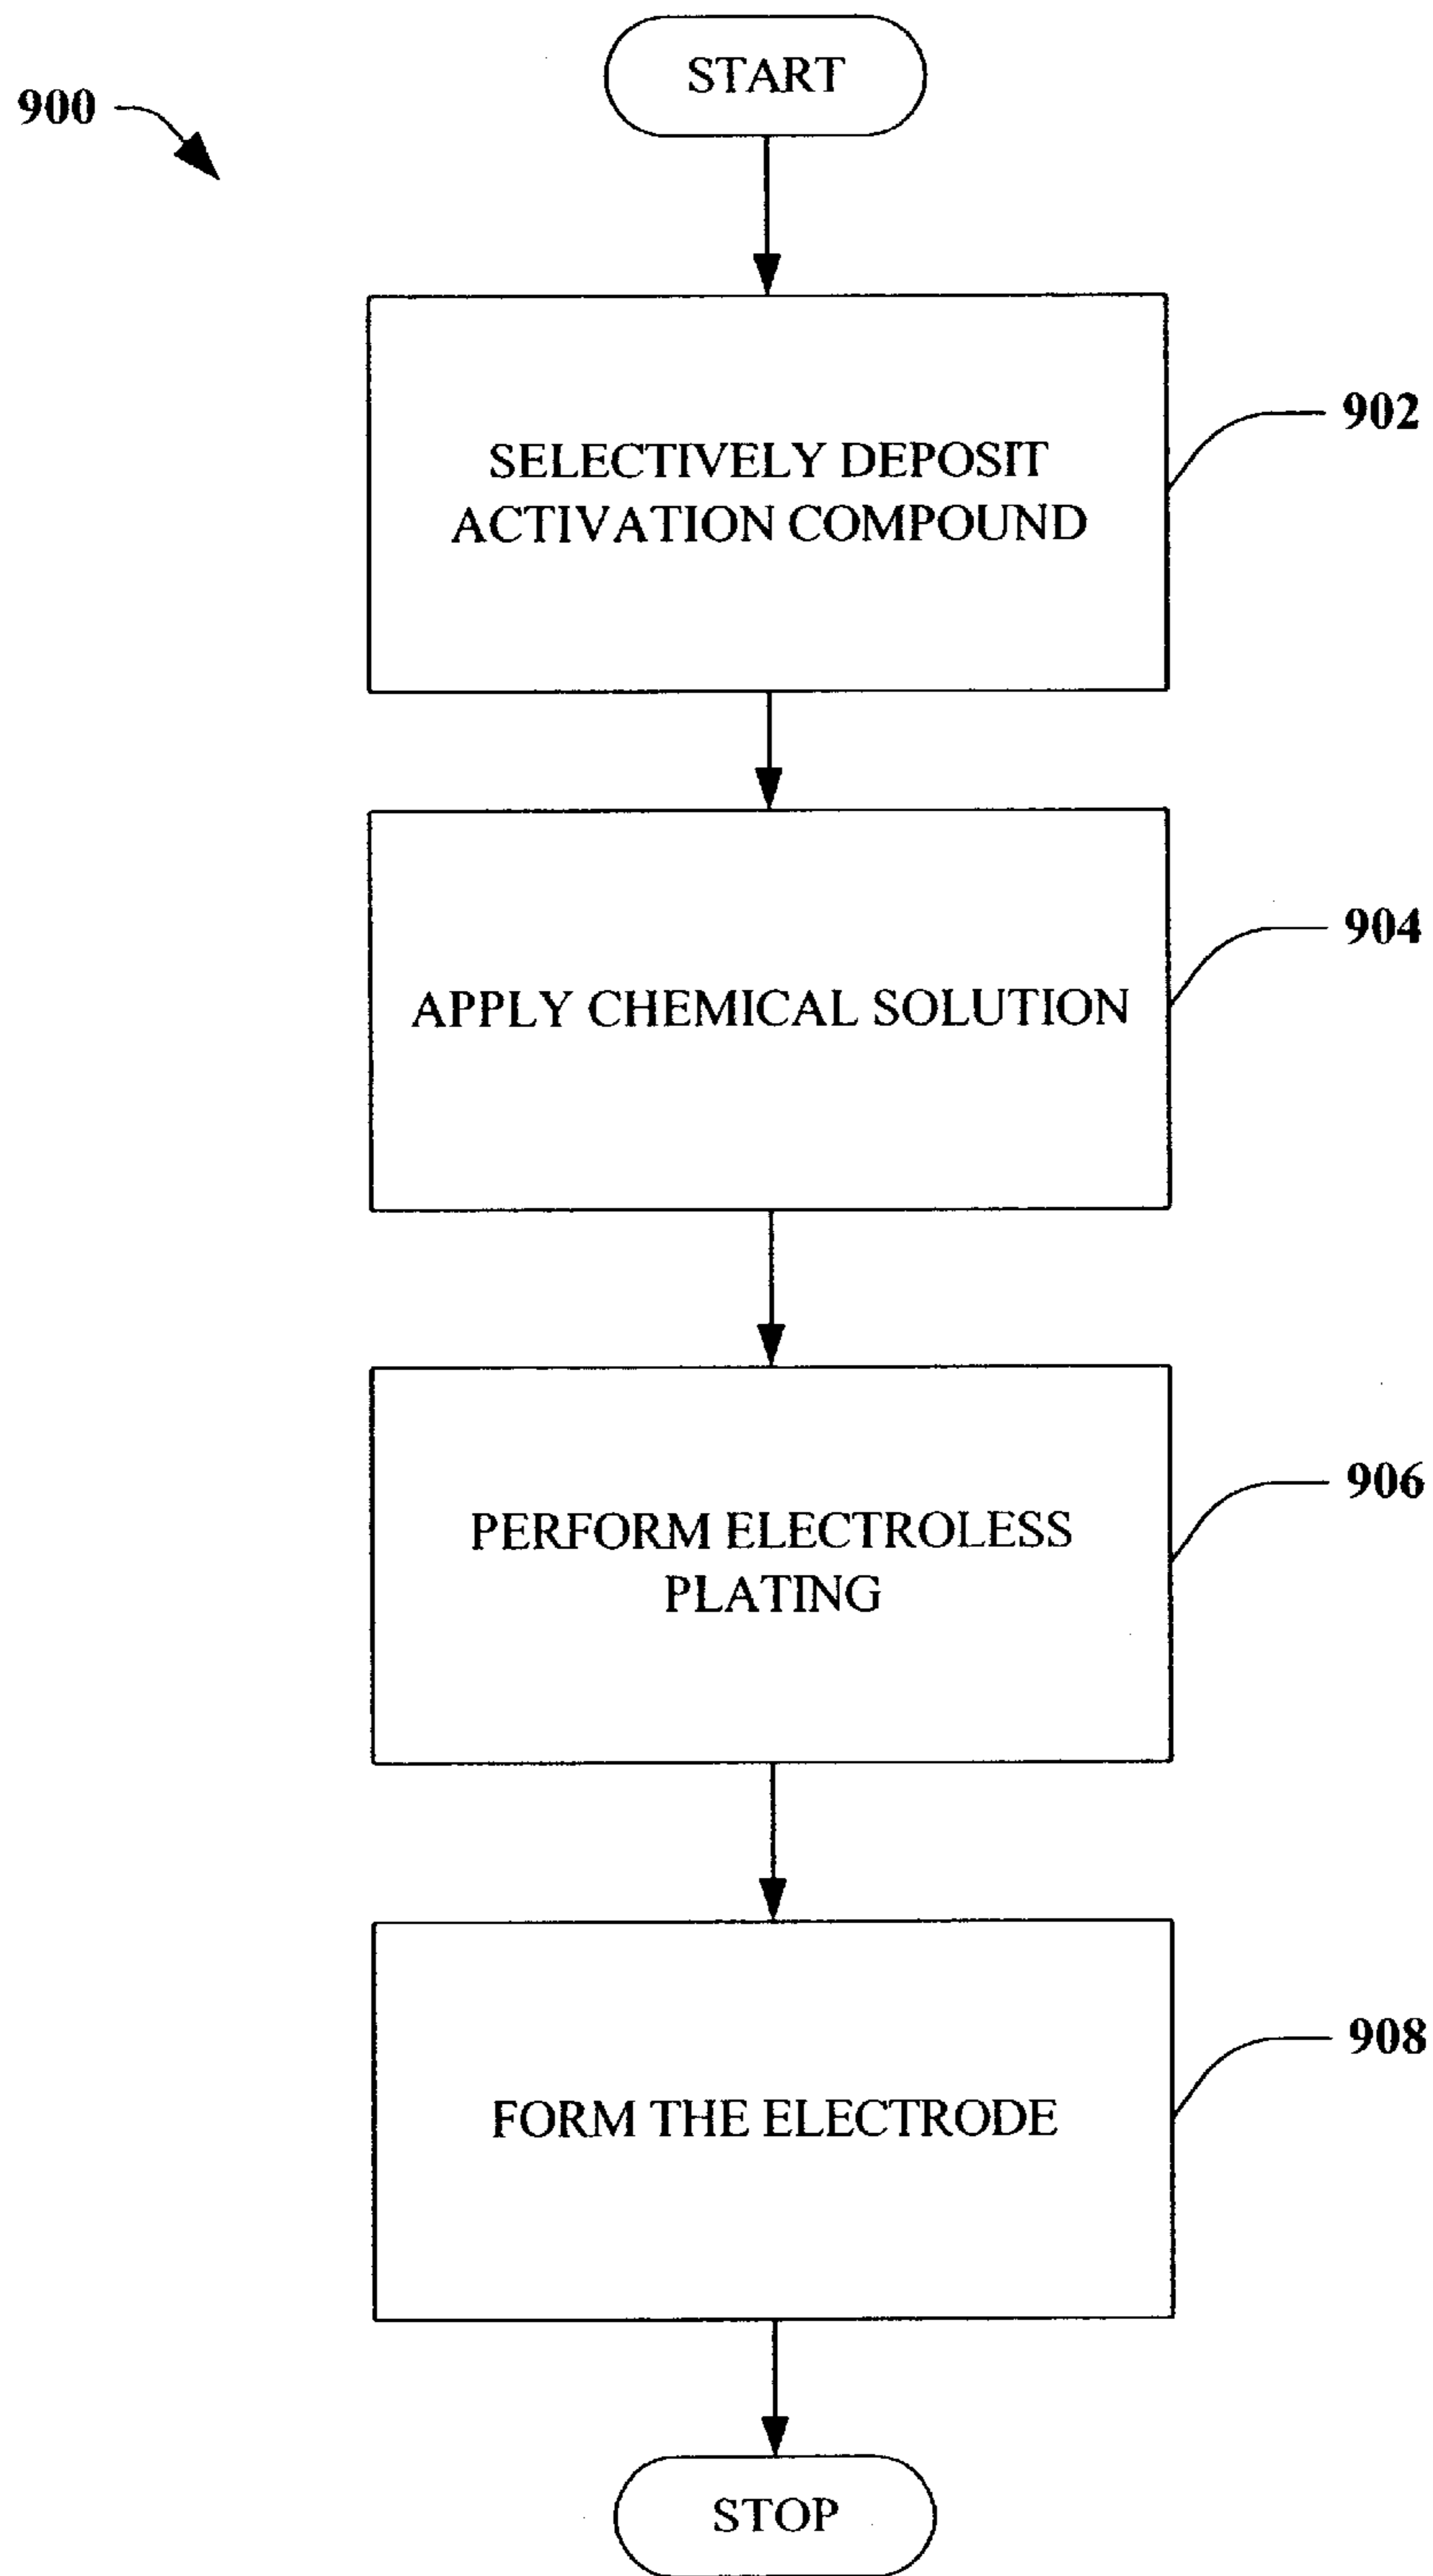 START
900
SELECTIVELY DEPOSIT
ACTIVATION COMPOUND
902
APPLY CHEMICAL SOLUTION
904
PERFORM ELECTROLESS
PLATING
906
FORM THE ELECTRODE
908
STOP